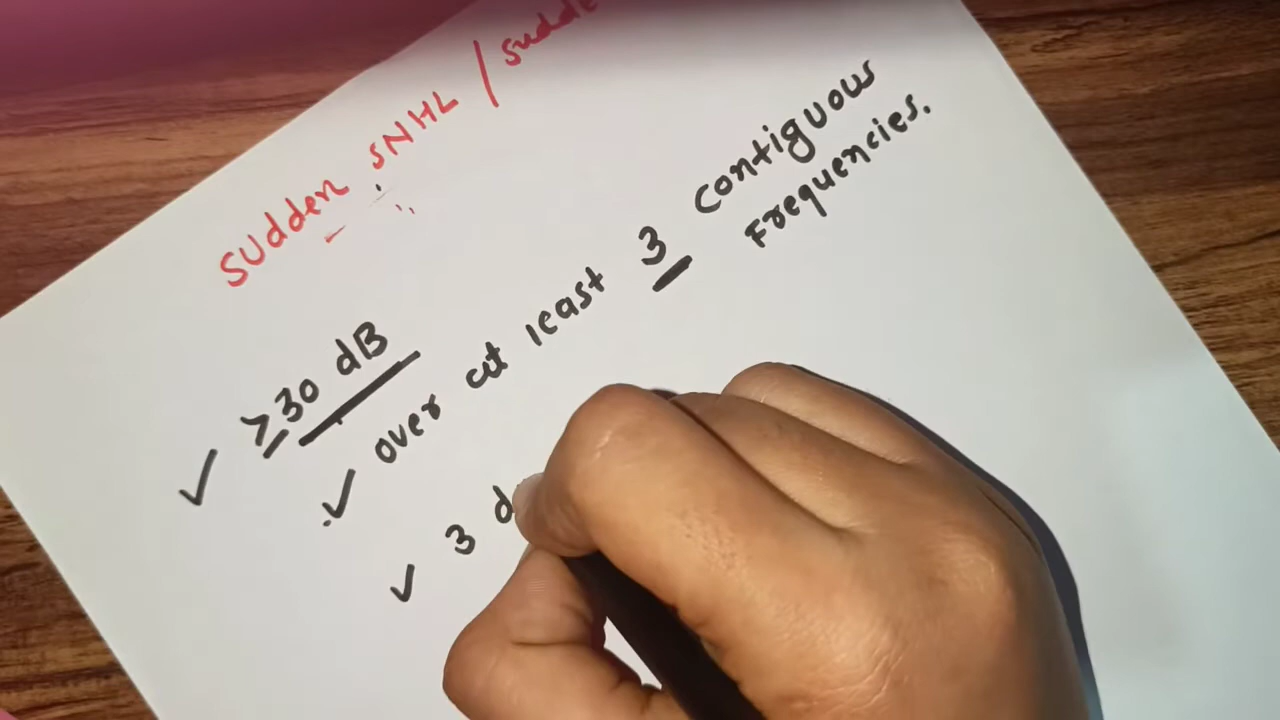 SUdden SNHL / sudde
✓ ≥30 dB
✓ over at least 3 contiguous
Frequencies.
✓ 3 d